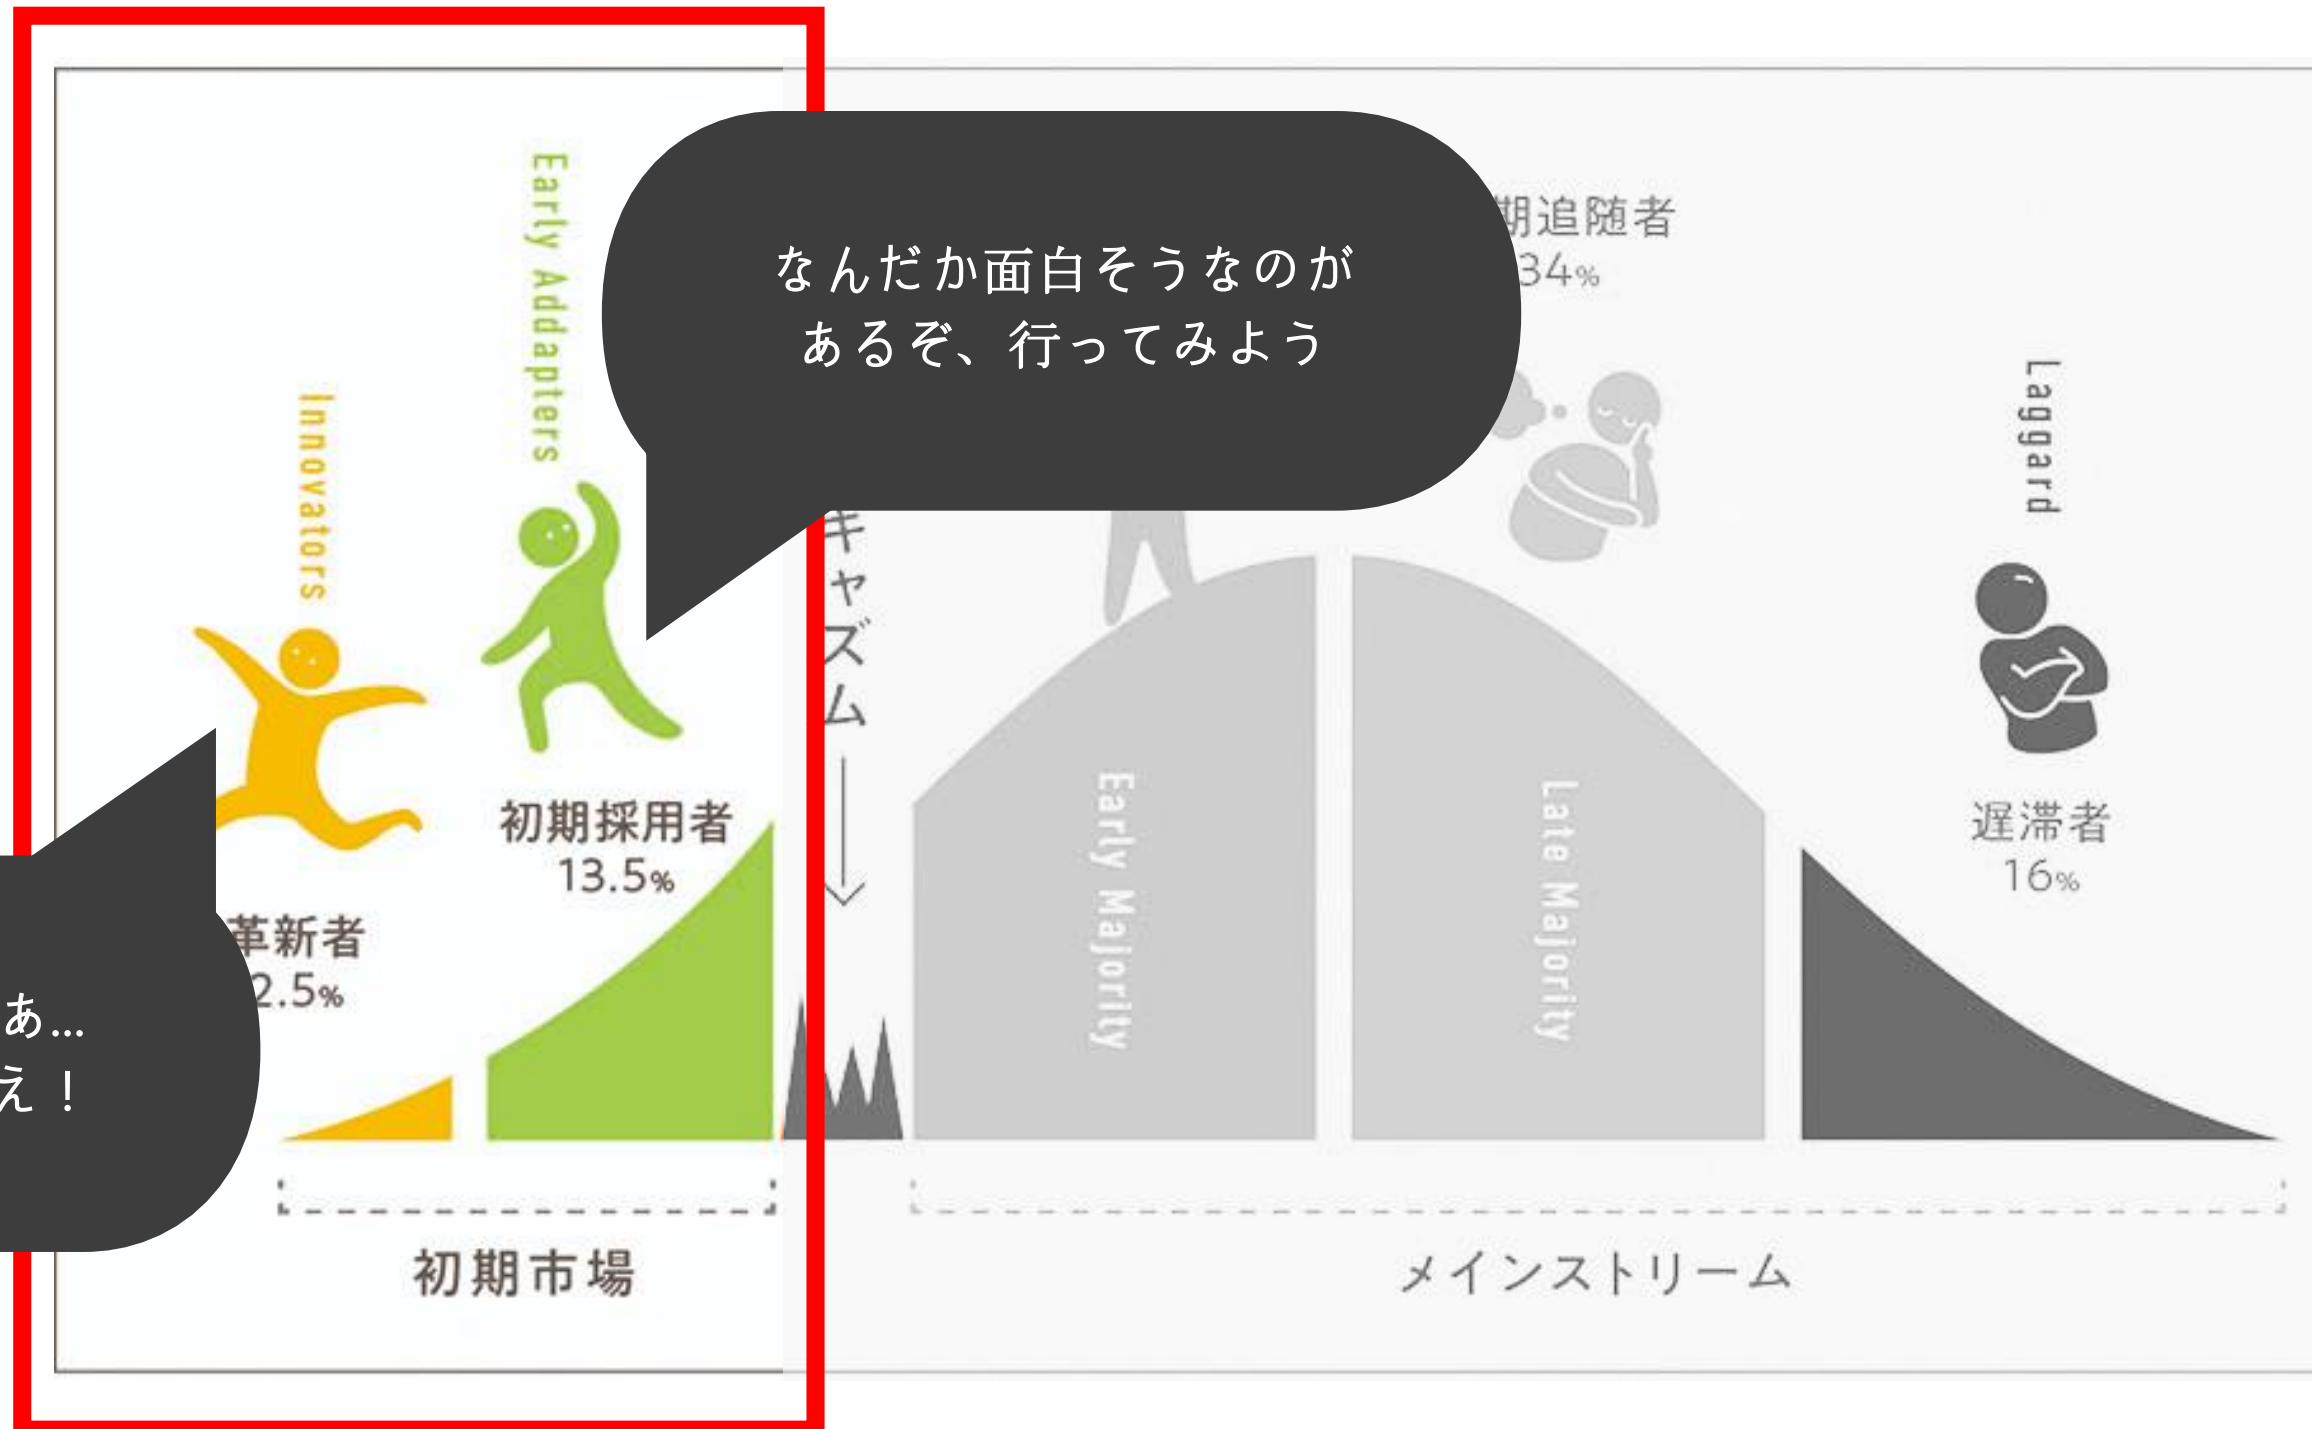 Early Addapters
なんだか面白そうなのが
あるぞ、行ってみよう
期追随者
34%
Innovators
Laggard
キャズム
初期採用者
13.5%
遅滞者
16%
革新者
2.5%
Early Majority
Late Majority
あ...
え！
初期市場
メインストリーム